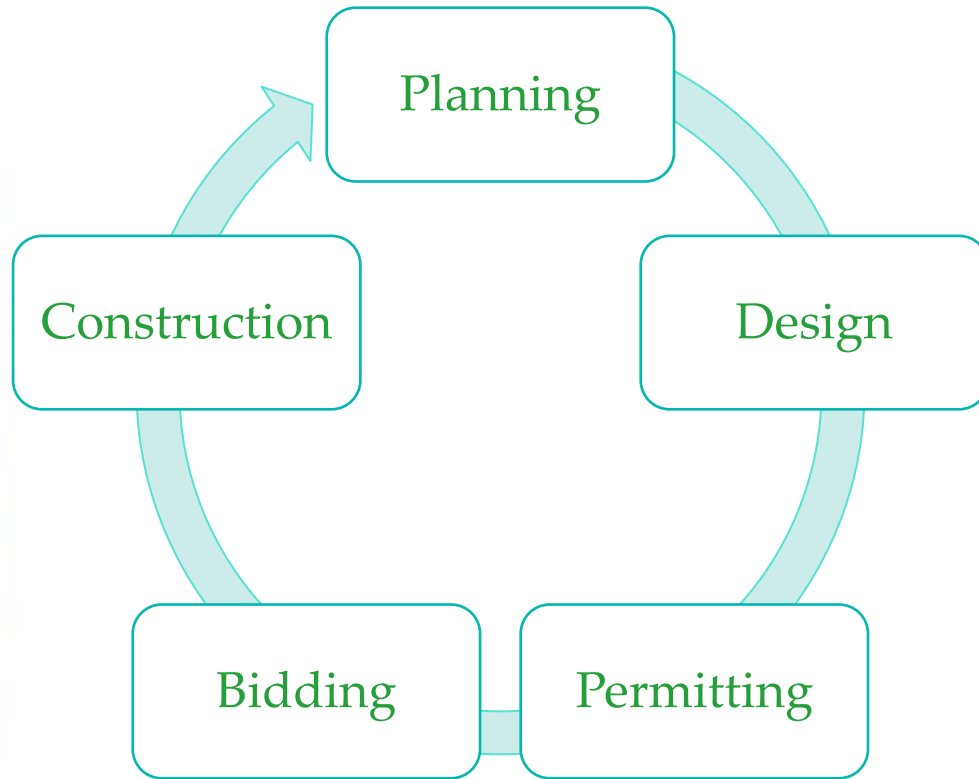 Planning
Design
Permitting
Bidding
Construction